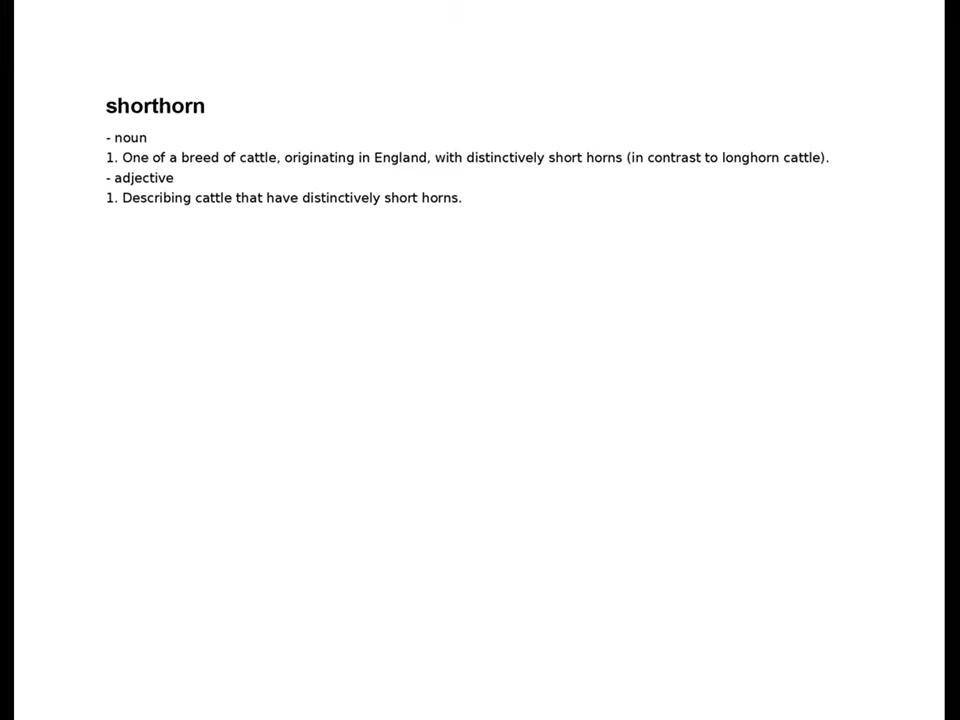 shorthorn
- noun
1. One of a breed of cattle, originating in England, with distinctively short horns (in contrast to longhorn cattle).
- adjective
1. Describing cattle that have distinctively short horns.